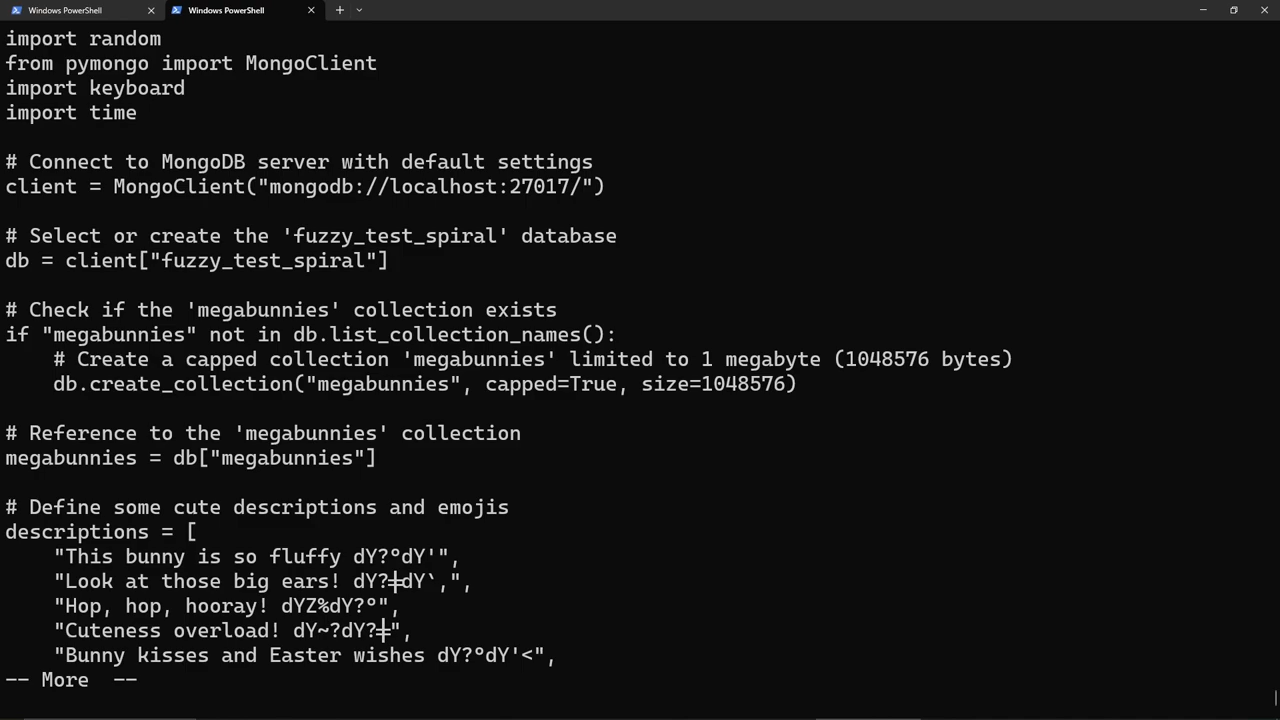 Windows PowerShell
Windows PowerShell
import random
from pymongo import MongoClient
import keyboard
import time
# Connect to MongoDB server with default settings
client = MongoClient("mongodb://localhost:27017/")
# Select or create the 'fuzzy_test_spiral' database
db = client["fuzzy_test_spiral"]
# Check if the 'megabunnies' collection exists
if "megabunnies" not in db.list_collection_names():
    # Create a capped collection 'megabunnies' limited to 1 megabyte (1048576 bytes)
    db.create_collection("megabunnies", capped=True, size=1048576)
# Reference to the 'megabunnies' collection
megabunnies = db["megabunnies"]
# Define some cute descriptions and emojis
descriptions = [
    "This bunny is so fluffy dY?°dY'",
    "Look at those big ears! dY?╪dY`,",
    "Hop, hop, hooray! dYZ%dY?°",
    "Cuteness overload! dY~?dY?╪",
    "Bunny kisses and Easter wishes dY?°dY'<",
-- More  --